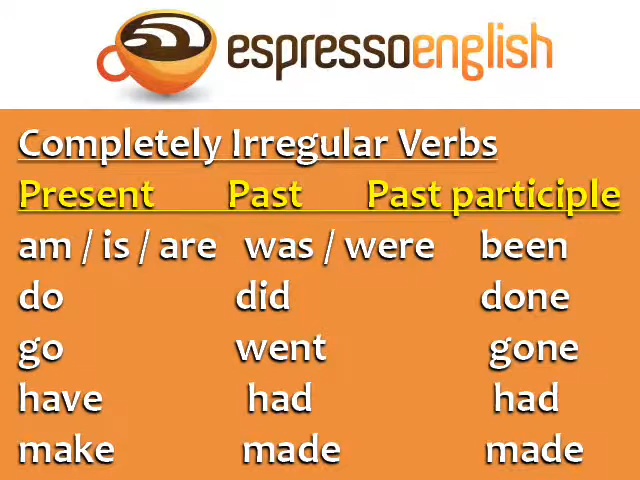 espressoenglish
Completely Irregular Verbs
Present Past Past participle
am / is / are was / were been
do did done
go went gone
have had had
make made made